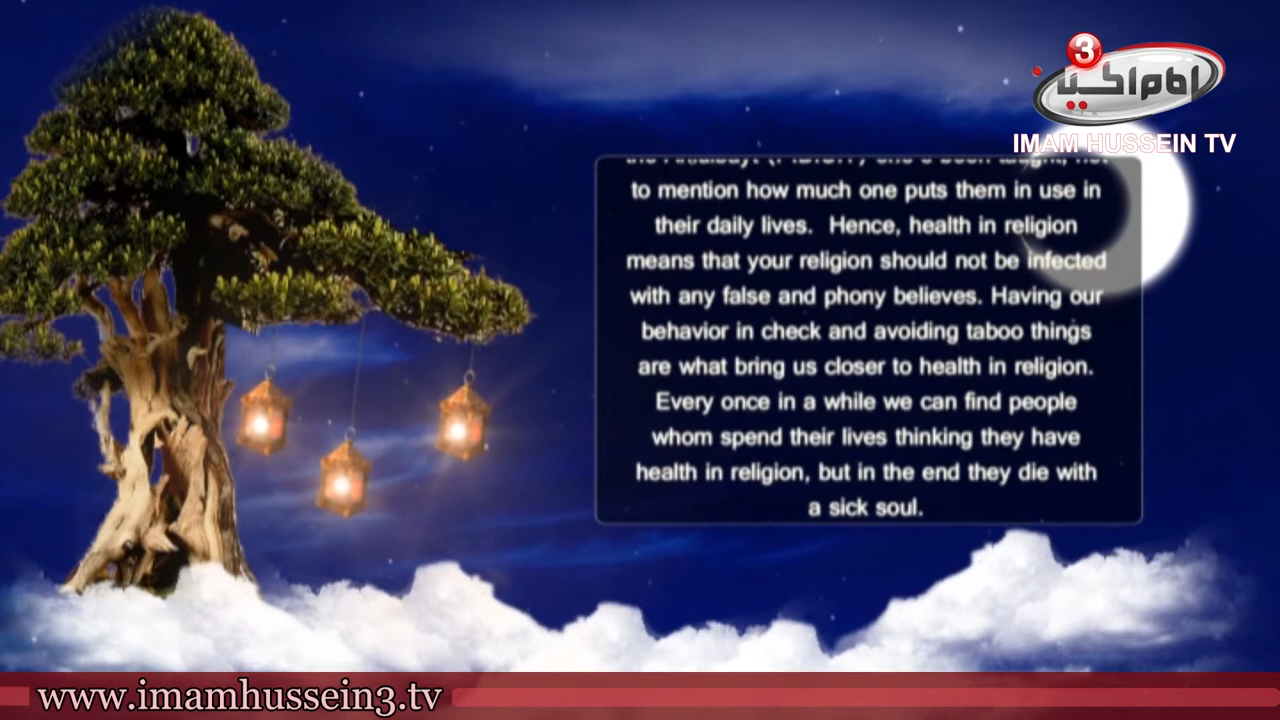 3
امام حسین
IMAM HUSSEIN TV
to mention how much one puts them in use in
their daily lives.  Hence, health in religion
means that your religion should not be infected
with any false and phony believes. Having our
behavior in check and avoiding taboo things
are what bring us closer to health in religion.
Every once in a while we can find people
whom spend their lives thinking they have
health in religion, but in the end they die with
a sick soul.
www.imamhussein3.tv